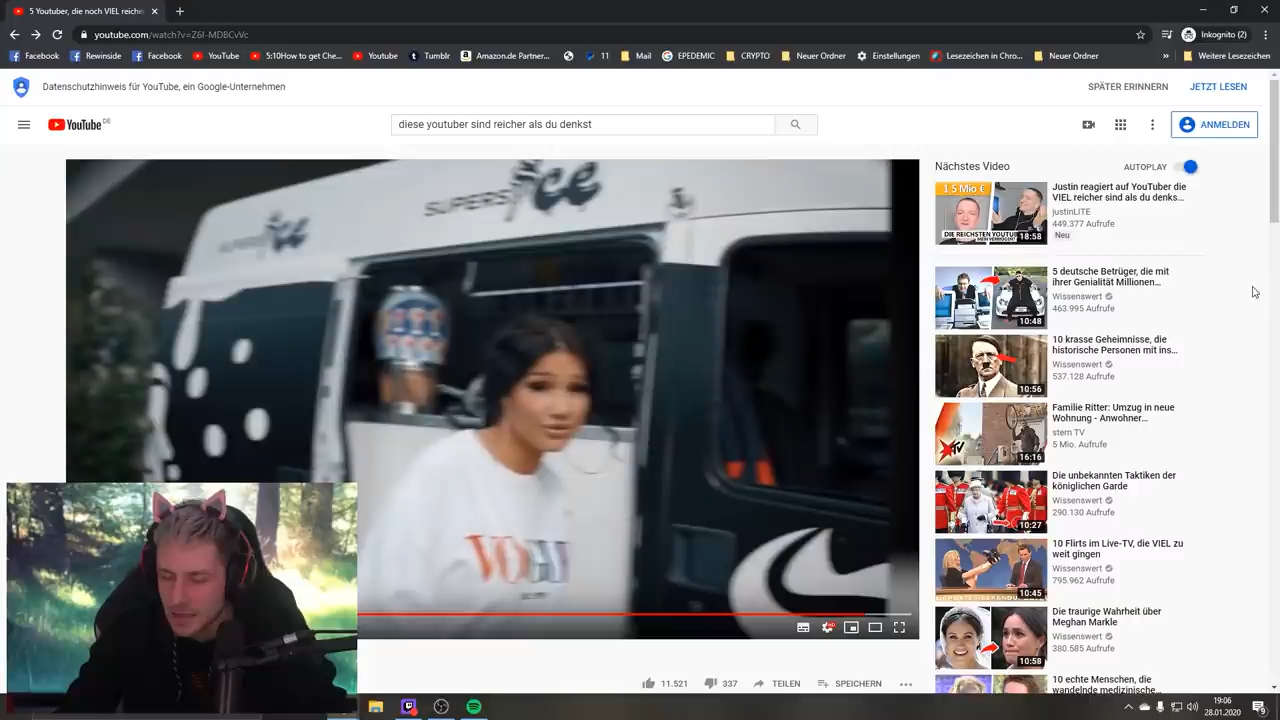 5 Youtuber, die noch VIEL reiche
youtube.com/watch?v=Z6I-MDBCvVc
Inkognito (2)
Facebook
Rewinside
Facebook
YouTube
5:10How to get Che...
Youtube
Tumblr
Amazon.de Partne...
11
Mail
EPEDEMIC
CRYPTO
Neuer Ordner
Einstellungen
Lesezeichen in Chro...
Neuer Ordner
»
Weitere Lesezeichen
Datenschutzhinweis für YouTube, ein Google-Unternehmen
SPÄTER ERINNERN
JETZT LESEN
YouTube DE
diese youtuber sind reicher als du denkst
ANMELDEN
ice
Nächstes Video
AUTOPLAY
1 5 Mio €
DIE REICHSTEN YOUTU
18:58
Justin reagiert auf YouTuber die
VIEL reicher sind als du denks...
justinLITE
449.377 Aufrufe
Neu
10:48
5 deutsche Betrüger, die mit
ihrer Genialität Millionen...
Wissenswert
463.995 Aufrufe
10:56
10 krasse Geheimnisse, die
historische Personen mit ins...
Wissenswert
537.128 Aufrufe
TV
16:16
Familie Ritter: Umzug in neue
Wohnung - Anwohner...
stern TV
5 Mio. Aufrufe
10:27
Die unbekannten Taktiken der
königlichen Garde
Wissenswert
290.130 Aufrufe
10:45
10 Flirts im Live-TV, die VIEL zu
weit gingen
Wissenswert
795.962 Aufrufe
10:58
Die traurige Wahrheit über
Meghan Markle
Wissenswert
380.585 Aufrufe
10 echte Menschen, die
wandelnde medizinische...
11.521
337
TEILEN
SPEICHERN
19:06
28.01.2020